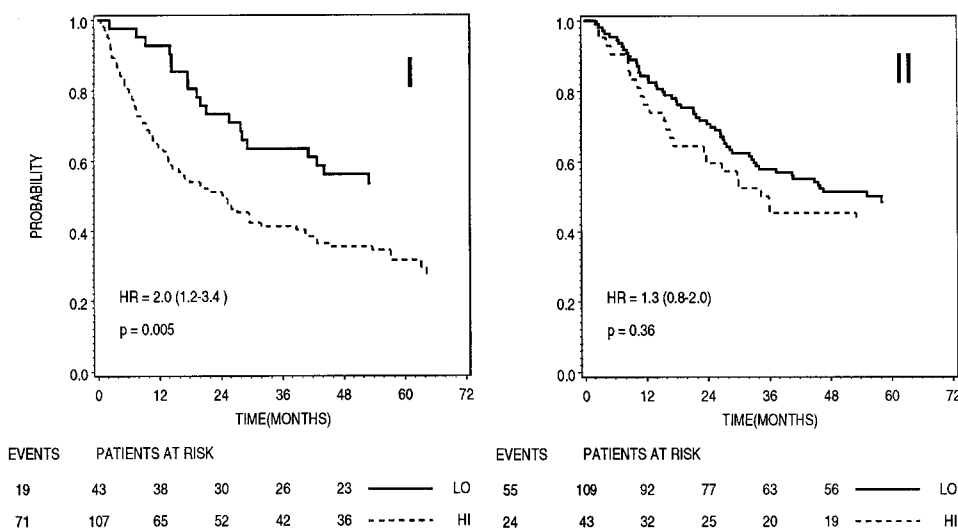 I
1.0
0.8
0.6
0.4
0.2
0.0
PROBABILITY
HR = 2.0 (1.2-3.4 )
p = 0.005
0 12 24 36 48 60 72
TIME(MONTHS)
II
1.0
0.8
0.6
0.4
0.2
0.0
HR = 1.3 (0.8-2.0)
p = 0.36
0 12 24 36 48 60 72
TIME(MONTHS)
EVENTS PATIENTS AT RISK
19 43 38 30 26 23 LO
71 107 65 52 42 36 HI
EVENTS PATIENTS AT RISK
55 109 92 77 63 56 LO
24 43 32 25 20 19 HI